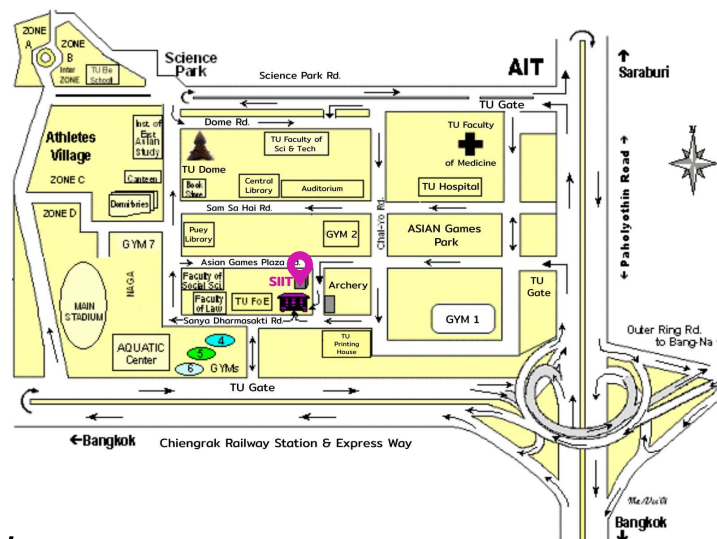 ZONE
A
ZONE
B
Inter
ZONE
TU Ele
School
Science
Park
Science Park Rd.
AIT
Saraburi
TU Gate
Dome Rd.
Athletes
Village
ZONE C
Inst. of
East
Asian
Study
Canteen
Dormitories
TU Dome
TU Faculty of
Sci & Tech
TU Faculty
of Medicine
TU Hospital
Book
Store
Central
Library
Auditorium
N
←Paholyothin Road→
Sam Sa Hai Rd.
ZONE D
Puey
Library
GYM 2
Chai-Yo Rd.
ASIAN Games
Park
GYM 7
NAGA
Asian Games Plaza Rd.
Faculty of
Social Sci.
SIIT
Archery
TU
Gate
MAIN
STADIUM
Faculty
of Law
TU FoE
GYM 1
Sanya Dharmasakti Rd.
AQUATIC
Center
4
5
6
GYMs
TU
Printing
House
Outer Ring Rd.
to Bang-Na
TU Gate
←Bangkok
Chiengrak Railway Station & Express Way
Bangkok